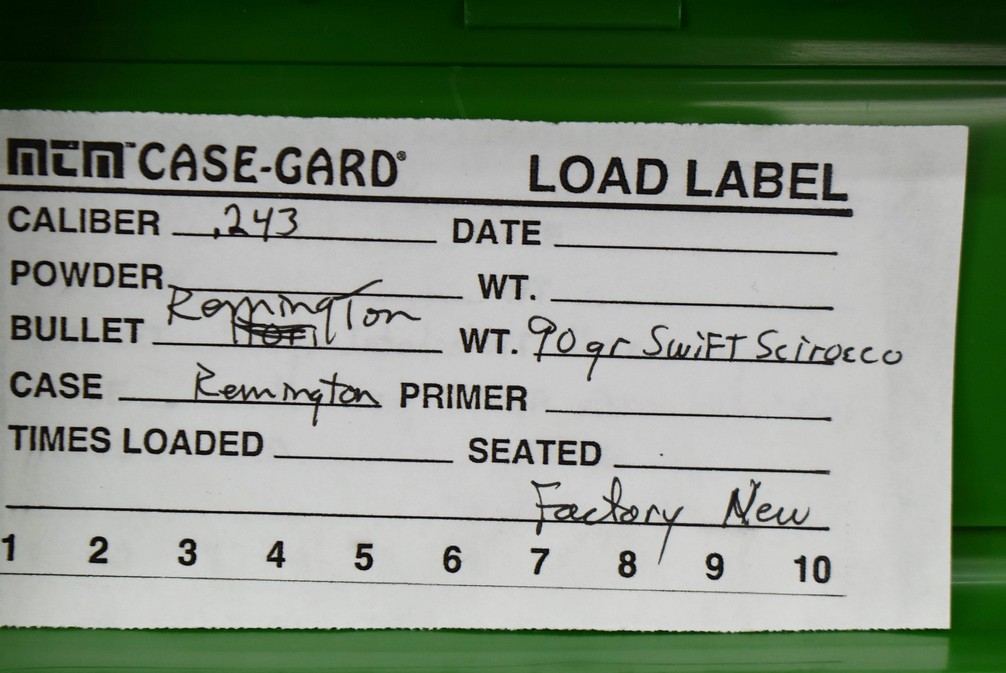 MTM™ CASE-GARD® LOAD LABEL
CALIBER .243 DATE
POWDER WT.
BULLET Remington WT. 90 gr SwiFT Scirocco
CASE Remington PRIMER
TIMES LOADED SEATED
Factory New
1 2 3 4 5 6 7 8 9 10